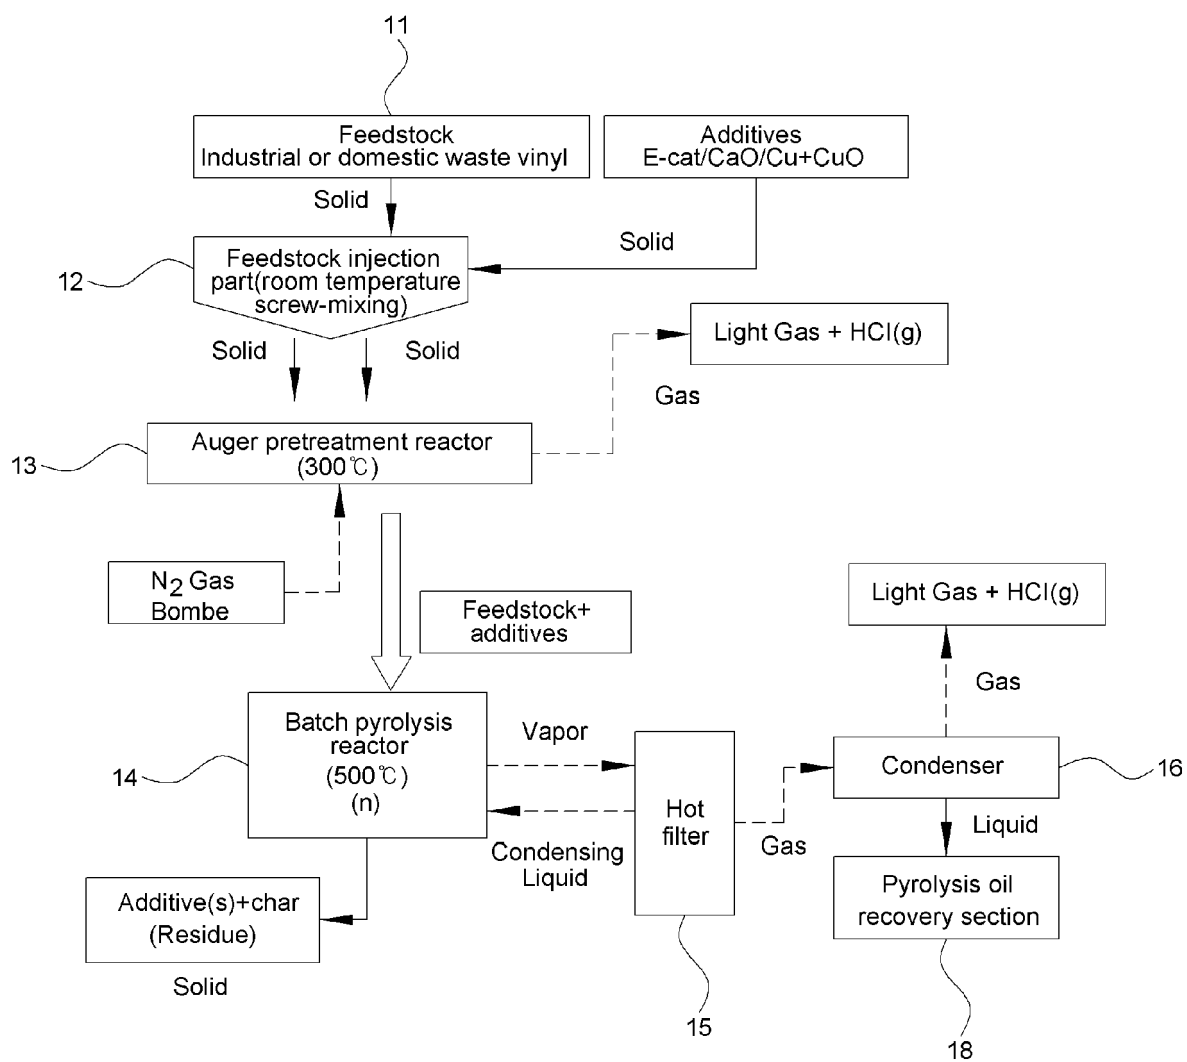 11
Feedstock
Industrial or domestic waste vinyl
Additives
E-cat/CaO/Cu+CuO
Solid
Solid
12
Feedstock injection
part(room temperature
screw-mixing)
Solid
Solid
Light Gas + HCl(g)
Gas
13
Auger pretreatment reactor
(300℃)
N2 Gas
Bombe
Feedstock+
additives
Light Gas + HCl(g)
Gas
14
Batch pyrolysis
reactor
(500℃)
(n)
Vapor
Condensing
Liquid
Hot
filter
Gas
Condenser
16
Liquid
Pyrolysis oil
recovery section
Additive(s)+char
(Residue)
Solid
15
18